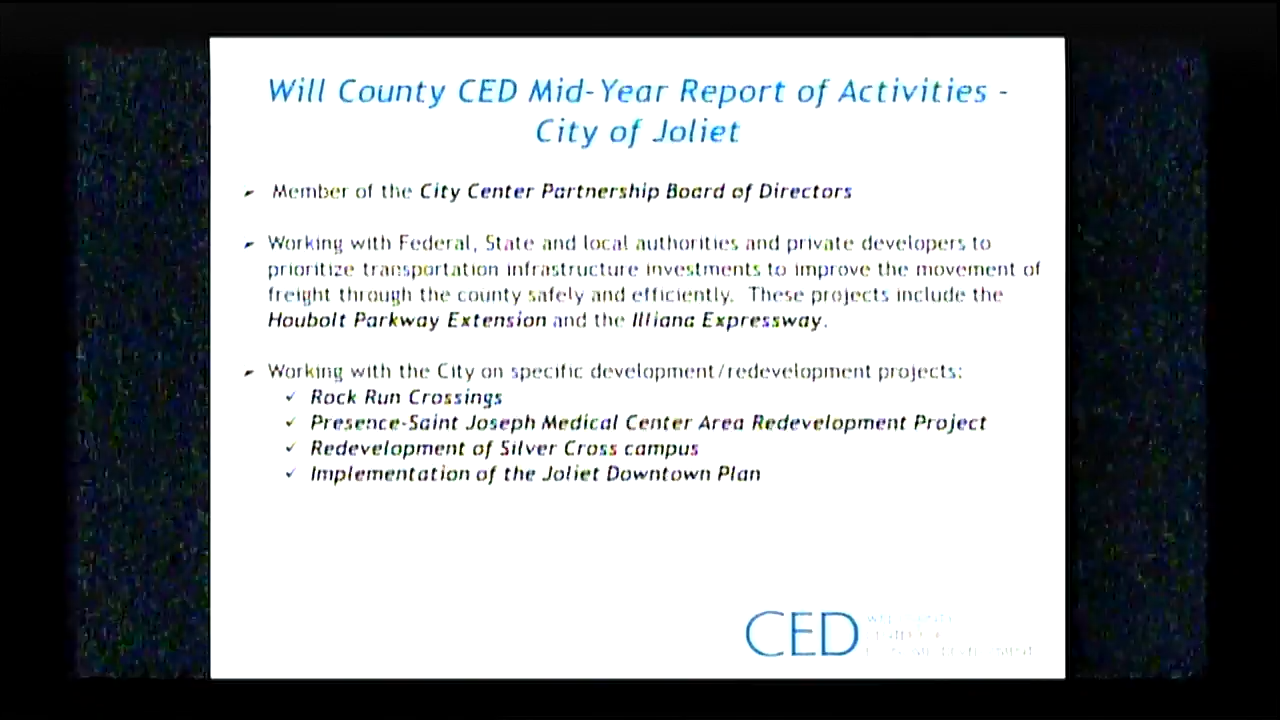 Will County CED Mid-Year Report of Activities -
City of Joliet
Member of the City Center Partnership Board of Directors
Working with Federal, State and local authorities and private developers to
prioritize transportation infrastructure investments to improve the movement of
freight through the county safely and efficiently. These projects include the
Houbolt Parkway Extension and the Illiana Expressway.
Working with the City on specific development/redevelopment projects:
✓ Rock Run Crossings
✓ Presence-Saint Joseph Medical Center Area Redevelopment Project
✓ Redevelopment of Silver Cross campus
✓ Implementation of the Joliet Downtown Plan
CED